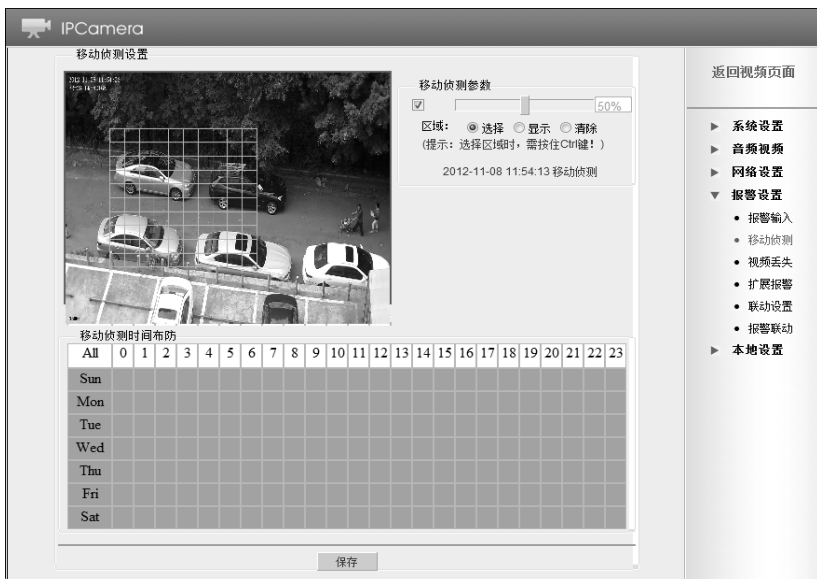 IPCamera
移动侦测设置
移动侦测参数
50%
区域： 选择 显示 清除
(提示：选择区域时，需按住Ctrl键！)
2012-11-08 11:54:13 移动侦测
移动侦测时间布防
All 0 1 2 3 4 5 6 7 8 9 10 11 12 13 14 15 16 17 18 19 20 21 22 23
Sun
Mon
Tue
Wed
Thu
Fri
Sat
保存
返回视频页面
系统设置
音频视频
网络设置
报警设置
报警输入
移动侦测
视频丢失
扩展报警
联动设置
报警联动
本地设置